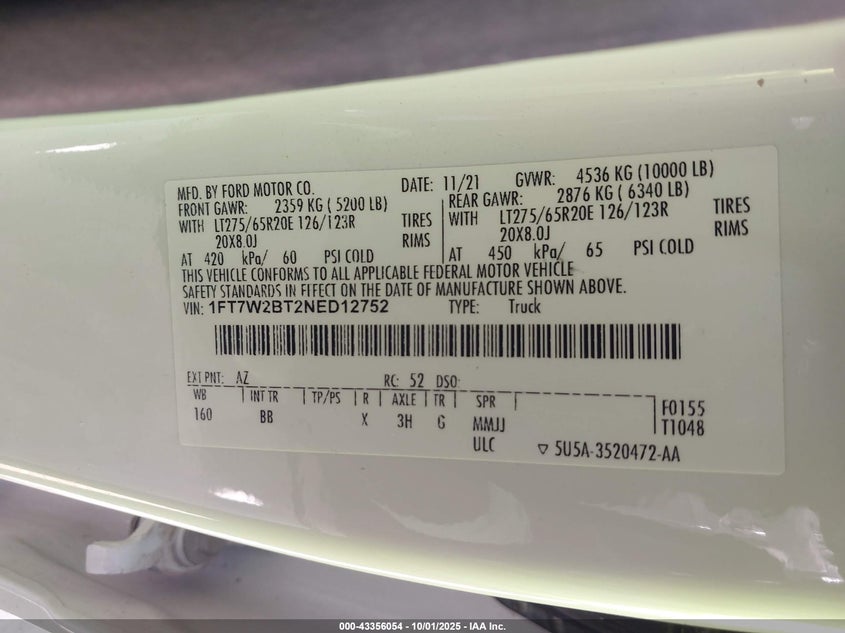 MFD. BY FORD MOTOR CO. DATE: 11/21 GVWR: 4536 KG (10000 LB)
FRONT GAWR: 2359 KG ( 5200 LB) REAR GAWR: 2876 KG ( 6340 LB)
WITH LT275/65R20E 126/123R TIRES WITH LT275/65R20E 126/123R TIRES
20X8.0J RIMS 20X8.0J RIMS
AT 420 kPa/ 60 PSI COLD AT 450 kPa/ 65 PSI COLD
THIS VEHICLE CONFORMS TO ALL APPLICABLE FEDERAL MOTOR VEHICLE
SAFETY STANDARDS IN EFFECT ON THE DATE OF MANUFACTURE SHOWN ABOVE.
VIN: 1FT7W2BT2NED12752 TYPE: Truck
EXT PNT: AZ RC: 52 DSO:
WB INT TR TP/PS R AXLE TR SPR F0155
160 BB X 3H G MMJJ T1048
ULC ▽ 5U5A-3520472-AA
000-43356054 - 10/01/2025 - IAA Inc.